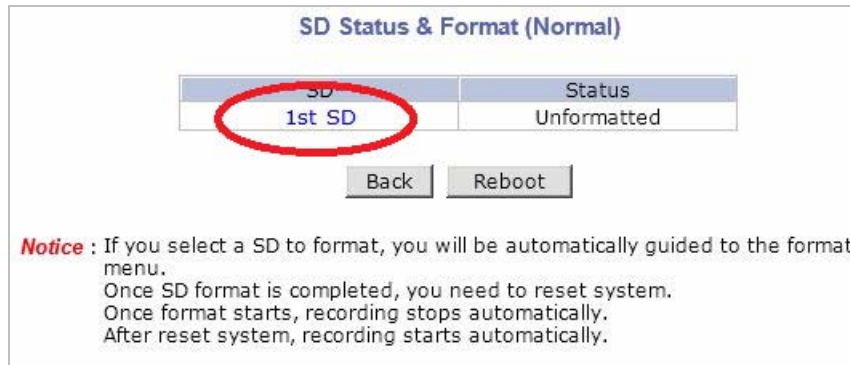 SD Status & Format (Normal)
SD Status
1st SD Unformatted
Back Reboot
Notice : If you select a SD to format, you will be automatically guided to the format
menu.
Once SD format is completed, you need to reset system.
Once format starts, recording stops automatically.
After reset system, recording starts automatically.